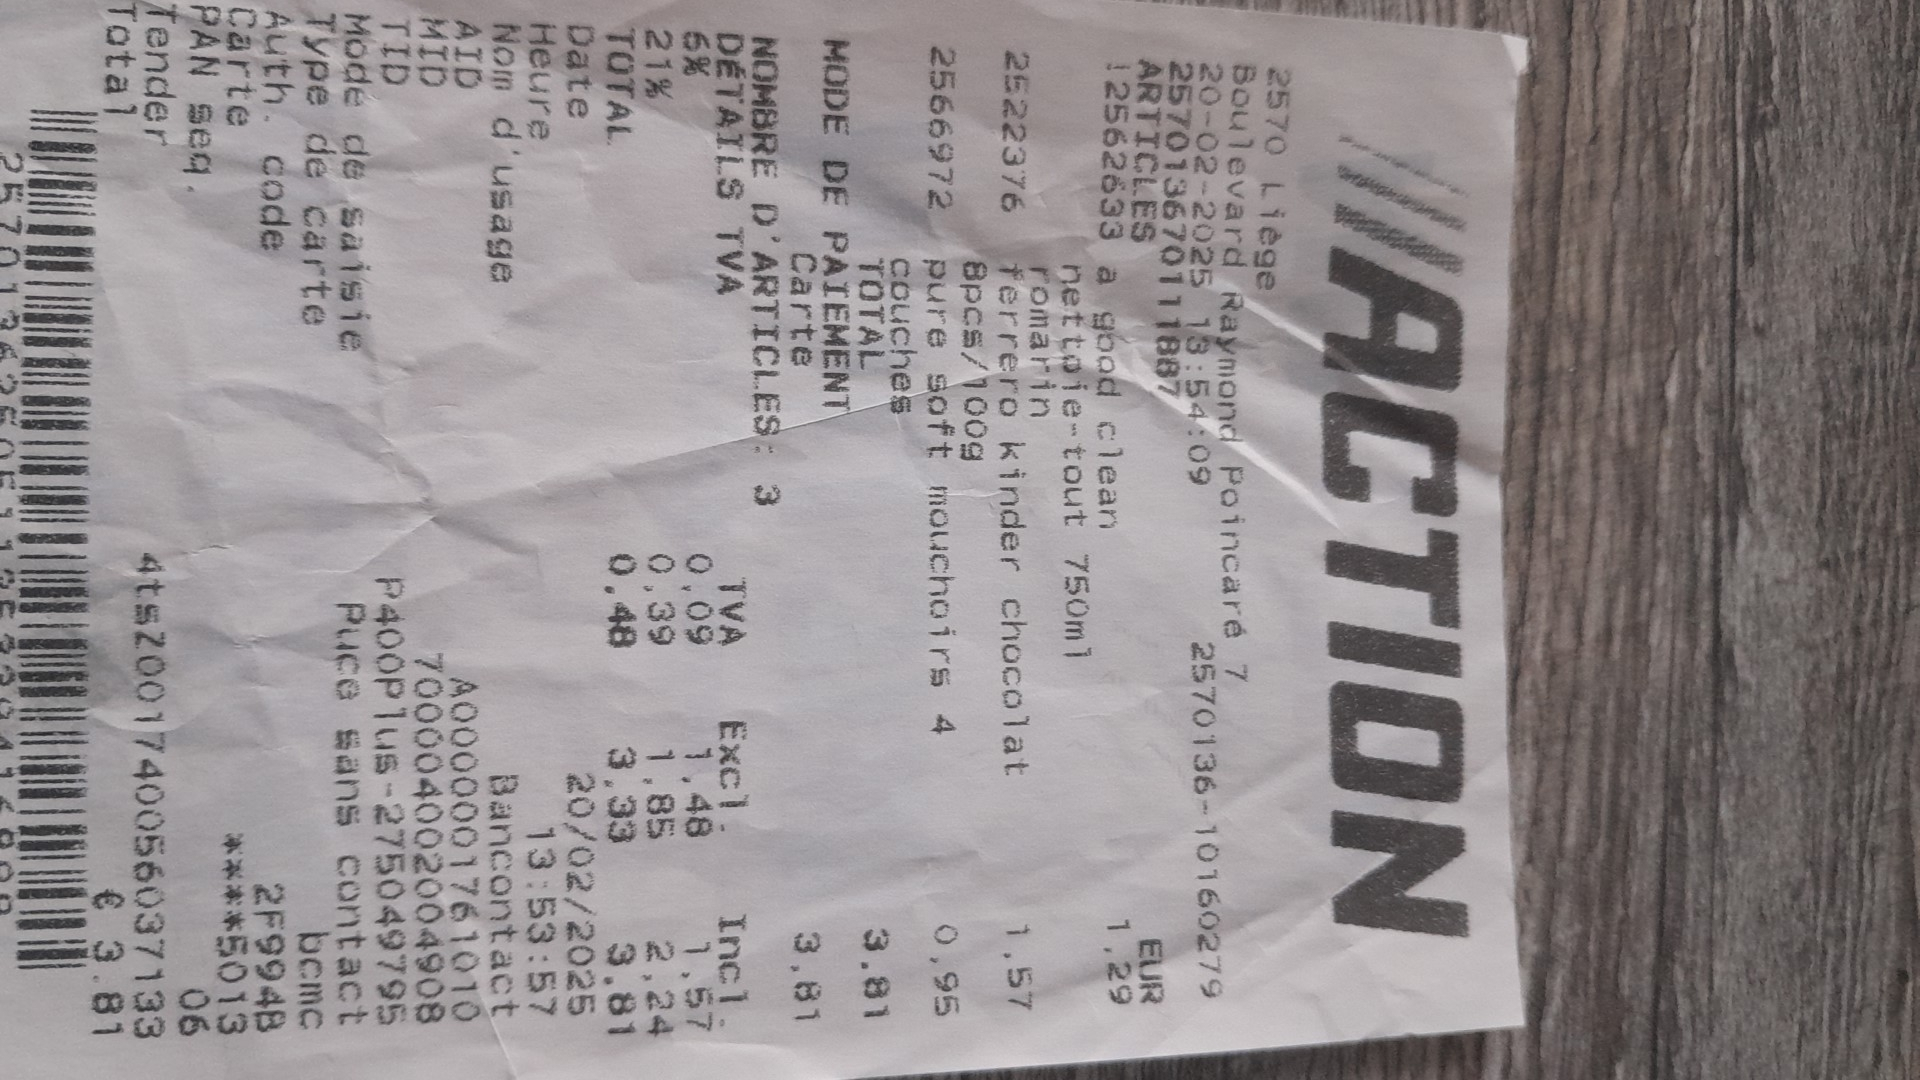 ACTION
2570 Liège
Boulevard Raymond Poincaré 7
20-02-2025 13:54:09 2570136-10160279
257013670111887
ARTICLES EUR
!2562633 a good clean 1,29
nettoie-tout 750ml
romarin
2522376 ferrero kinder chocolat 1,57
8pcs/100g
2566972 pure soft mouchoirs 4 0,95
couches
TOTAL 3,81
MODE DE PAIEMENT
Carte 3,81
NOMBRE D'ARTICLES: 3
DÉTAILS TVA TVA Excl. Incl.
6% 0,09 1,48 1,57
21% 0,39 1,85 2,24
TOTAL 0,48 3,33 3,81
Date 20/02/2025
Heure 13:53:57
Nom d'usage Bancontact
AID A0000001761010
MID 700004002004908
TID P400Plus-275049795
Mode de saisie Puce sans contact
Type de carte bcmc
Auth. code 2F9948
Carte *****5013
PAN seq. 06
Tender 4tsZ001740056037133
Total € 3.81